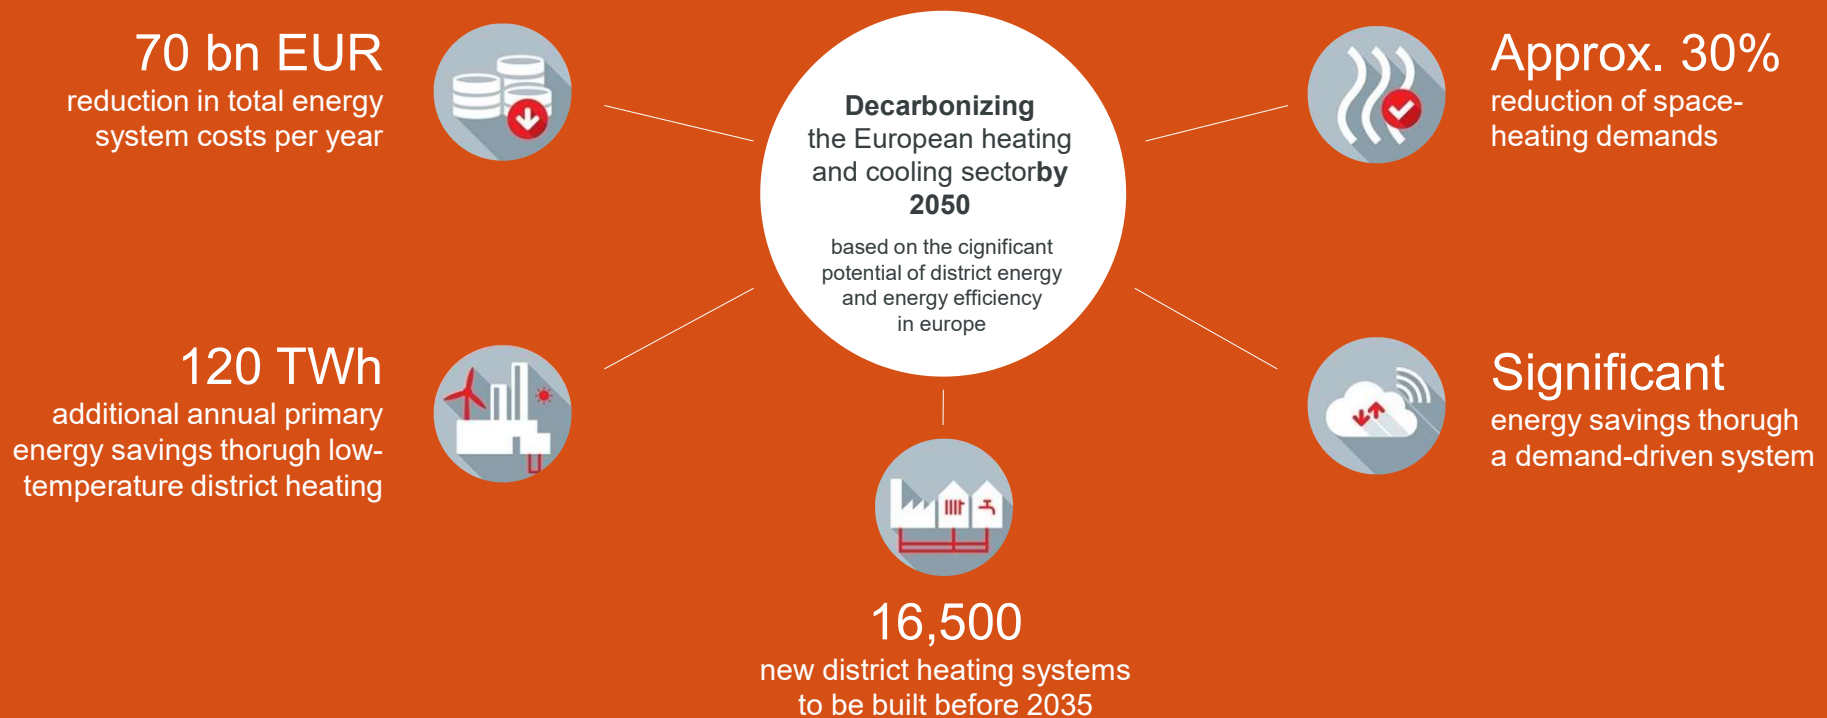 70 bn EUR
reduction in total energy
system costs per year
Decarbonizing
the European heating
and cooling sectorby
2050
based on the cignificant
potential of district energy
and energy efficiency
in europe
Approx. 30%
reduction of space-
heating demands
120 TWh
additional annual primary
energy savings thorugh low-
temperature district heating
Significant
energy savings thorugh
a demand-driven system
16,500
new district heating systems
to be built before 2035